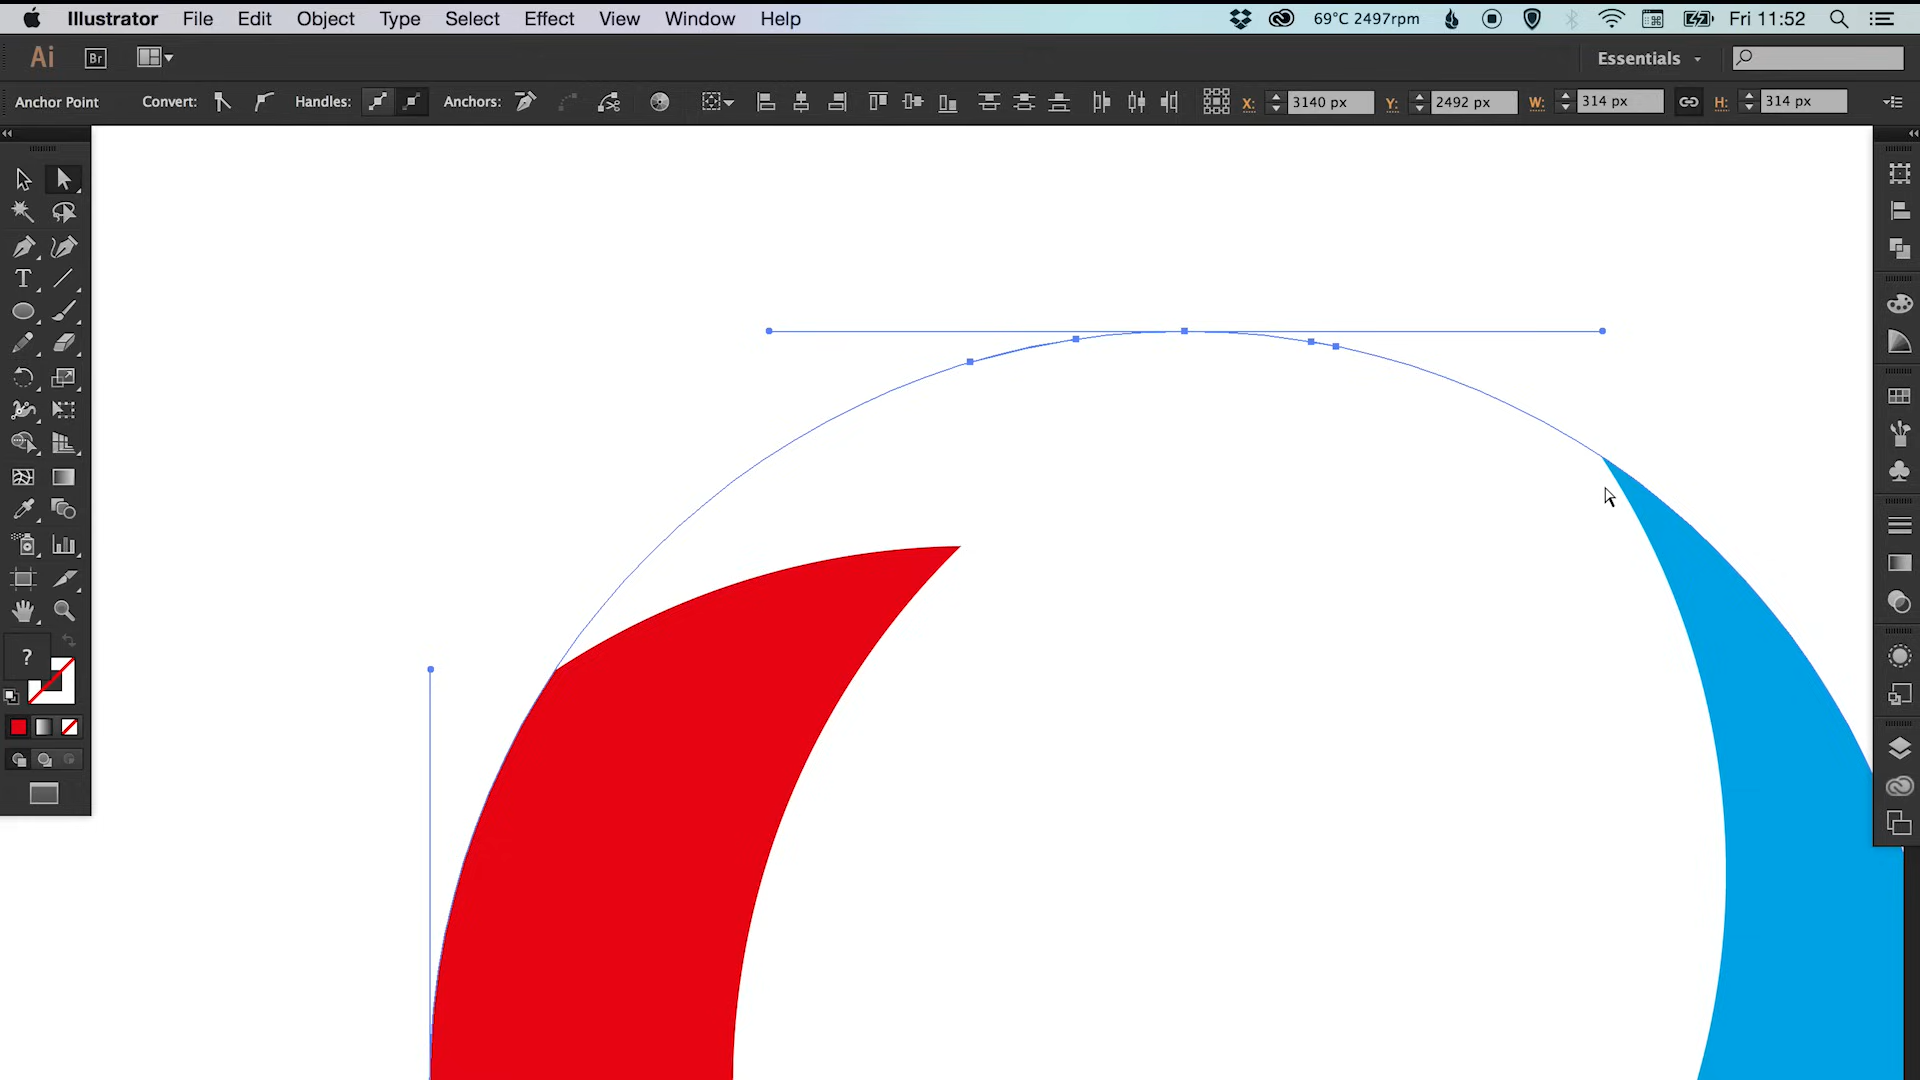 Illustrator File Edit Object Type Select Effect View Window Help 69°C 2497rpm Fri 11:52
Ai Br Essentials
Anchor Point Convert: Handles: Anchors: X: 3140 px Y: 2492 px W: 314 px H: 314 px
T
?